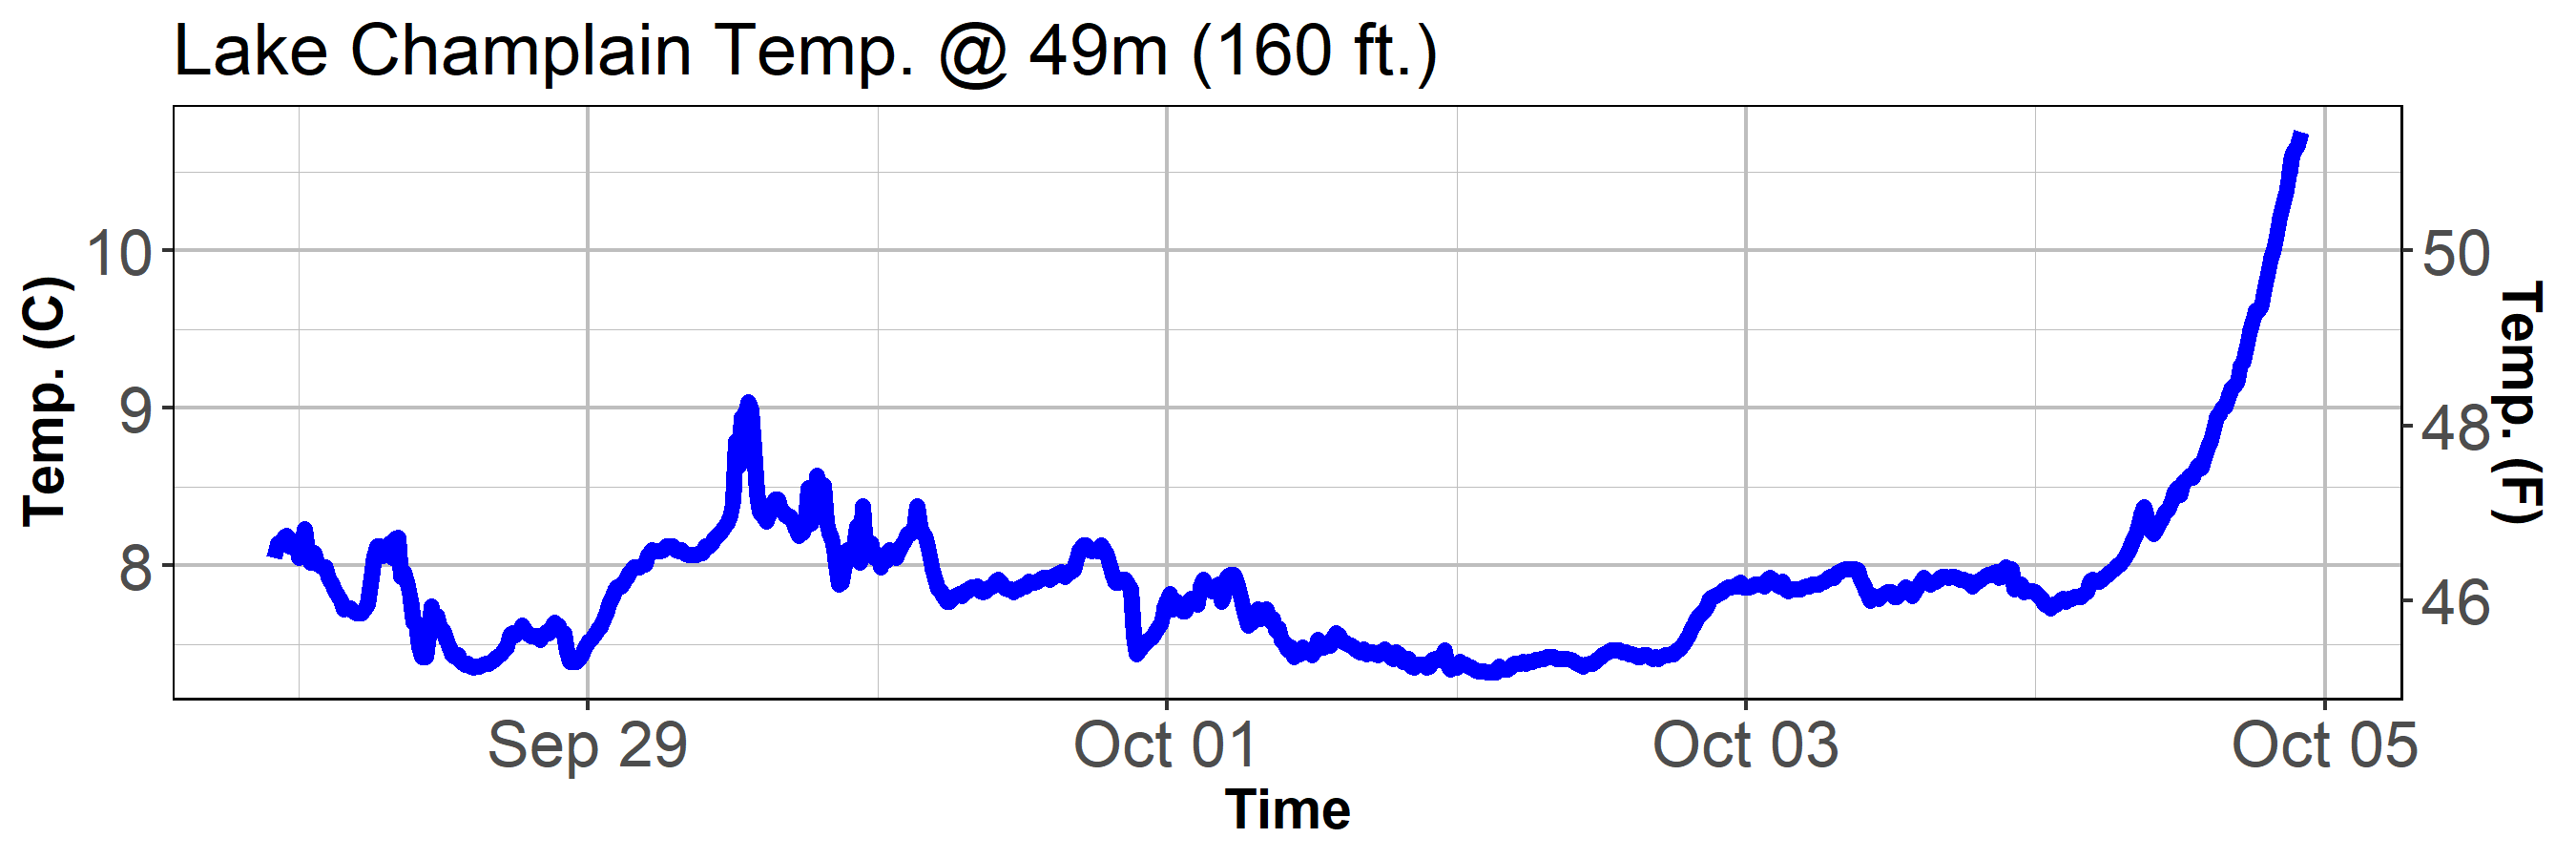 Lake Champlain Temp. @ 49m (160 ft.)
Temp. (C)
10
9
8
50
48
46
Temp. (F)
Sep 29
Oct 01
Oct 03
Oct 05
Time